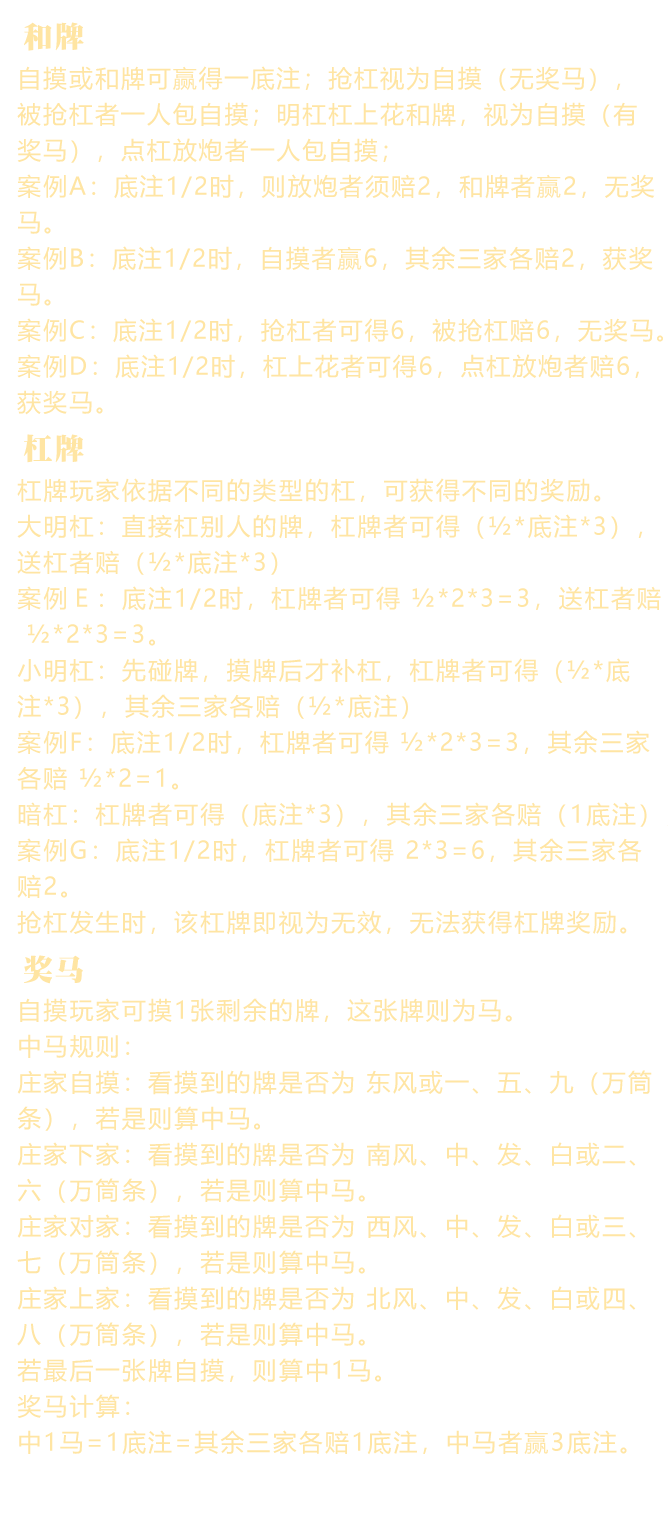 和牌
自摸或和牌可赢得一底注；抢杠视为自摸（无奖马），
被抢杠者一人包自摸；明杠杠上花和牌，视为自摸（有
奖马），点杠放炮者一人包自摸；
案例A：底注1/2时，则放炮者须赔2，和牌者赢2，无奖
马。
案例B：底注1/2时，自摸者赢6，其余三家各赔2，获奖
马。
案例C：底注1/2时，抢杠者可得6，被抢杠赔6，无奖马。
案例D：底注1/2时，杠上花者可得6，点杠放炮者赔6，
获奖马。
杠牌
杠牌玩家依据不同的类型的杠，可获得不同的奖励。
大明杠：直接杠别人的牌，杠牌者可得（½*底注*3），
送杠者赔（½*底注*3）
案例 E ：底注1/2时，杠牌者可得 ½*2*3=3，送杠者赔
½*2*3=3。
小明杠：先碰牌，摸牌后才补杠，杠牌者可得（½*底
注*3），其余三家各赔（½*底注）
案例F：底注1/2时，杠牌者可得 ½*2*3=3，其余三家
各赔 ½*2=1。
暗杠：杠牌者可得（底注*3），其余三家各赔（1底注）
案例G：底注1/2时，杠牌者可得 2*3=6，其余三家各
赔2。
抢杠发生时，该杠牌即视为无效，无法获得杠牌奖励。
奖马
自摸玩家可摸1张剩余的牌，这张牌则为马。
中马规则：
庄家自摸：看摸到的牌是否为 东风或一、五、九（万筒
条），若是则算中马。
庄家下家：看摸到的牌是否为 南风、中、发、白或二、
六（万筒条），若是则算中马。
庄家对家：看摸到的牌是否为 西风、中、发、白或三、
七（万筒条），若是则算中马。
庄家上家：看摸到的牌是否为 北风、中、发、白或四、
八（万筒条），若是则算中马。
若最后一张牌自摸，则算中1马。
奖马计算：
中1马=1底注=其余三家各赔1底注，中马者赢3底注。